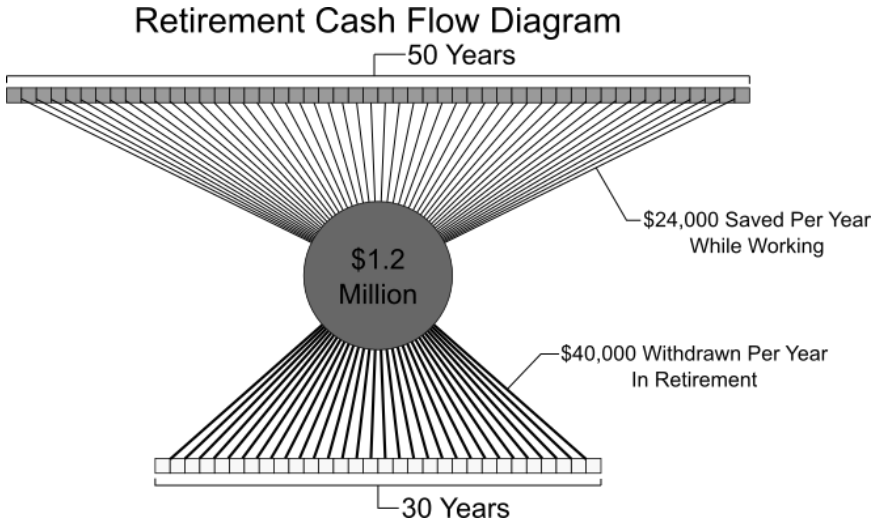 Retirement Cash Flow Diagram
50 Years
$24,000 Saved Per Year
While Working
$1.2
Million
$40,000 Withdrawn Per Year
In Retirement
30 Years